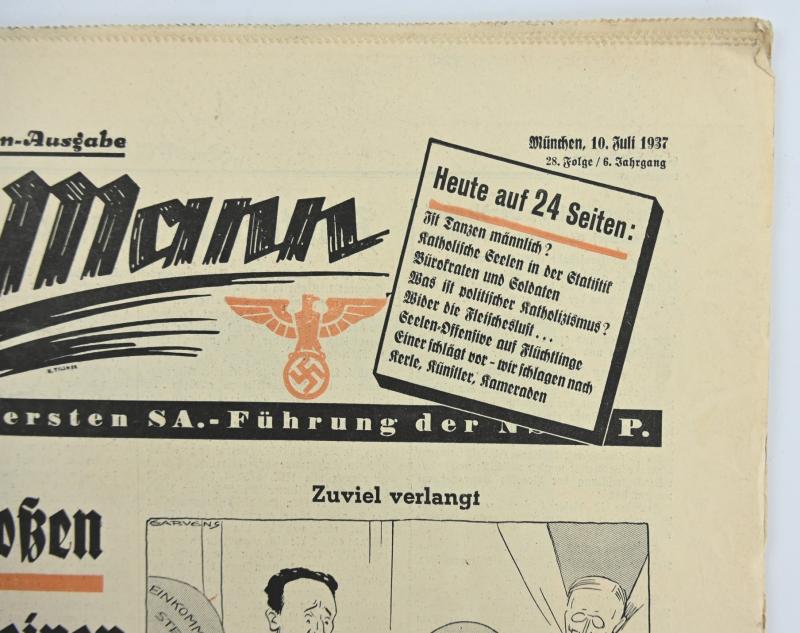 n-Ausgabe
München, 10. Juli 1937
28. Folge / 6. Jahrgang
Mann
Heute auf 24 Seiten:
Ist Tanzen männlich?
Katholische Seelen in der Statistik
Bürokraten und Soldaten
Was ist politischer Katholizismus?
Wider die Fleischeslust...
Seelen-Offensive auf Flüchtlinge
Einer schlägt vor - wir schlagen nach
Kerle, Künstler, Kameraden
ersten SA.-Führung der NS P.
Zuviel verlangt
oßen
GARVENS
EINKOMM
STE
einen